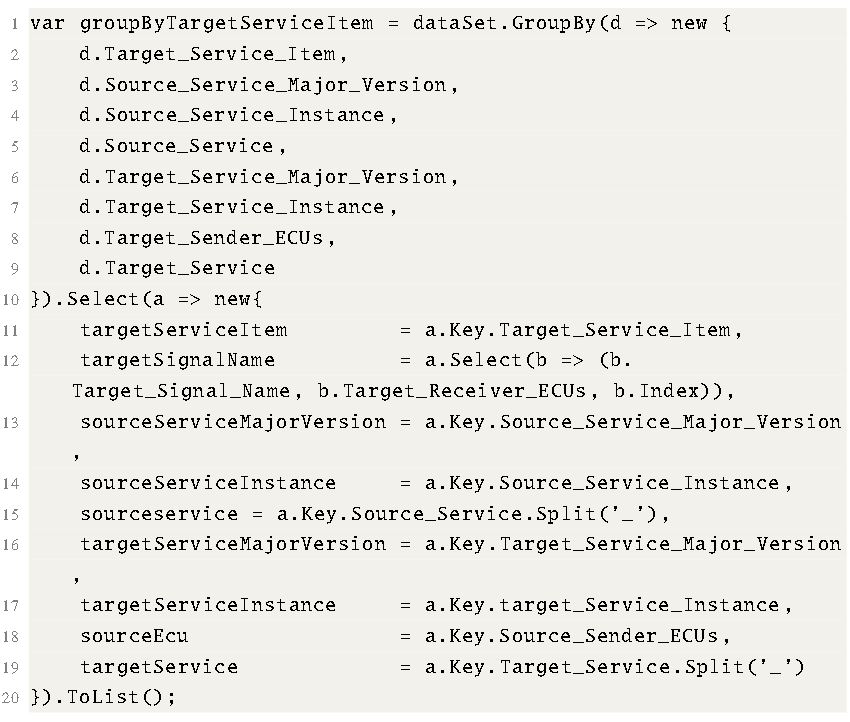 1 var groupByTargetServiceItem = dataSet.GroupBy(d => new {
2 d.Target_Service_Item,
3 d.Source_Service_Major_Version,
4 d.Source_Service_Instance,
5 d.Source_Service,
6 d.Target_Service_Major_Version,
7 d.Target_Service_Instance,
8 d.Target_Sender_ECUs,
9 d.Target_Service
10 }).Select(a => new{
11 targetServiceItem = a.Key.Target_Service_Item,
12 targetSignalName = a.Select(b => (b.
Target_Signal_Name, b.Target_Receiver_ECUs, b.Index)),
13 sourceServiceMajorVersion = a.Key.Source_Service_Major_Version
,
14 sourceServiceInstance = a.Key.Source_Service_Instance,
15 sourceservice = a.Key.Source_Service.Split('_'),
16 targetServiceMajorVersion = a.Key.Target_Service_Major_Version
,
17 targetServiceInstance = a.Key.target_Service_Instance,
18 sourceEcu = a.Key.Source_Sender_ECUs,
19 targetService = a.Key.Target_Service.Split('_')
20 }).ToList();